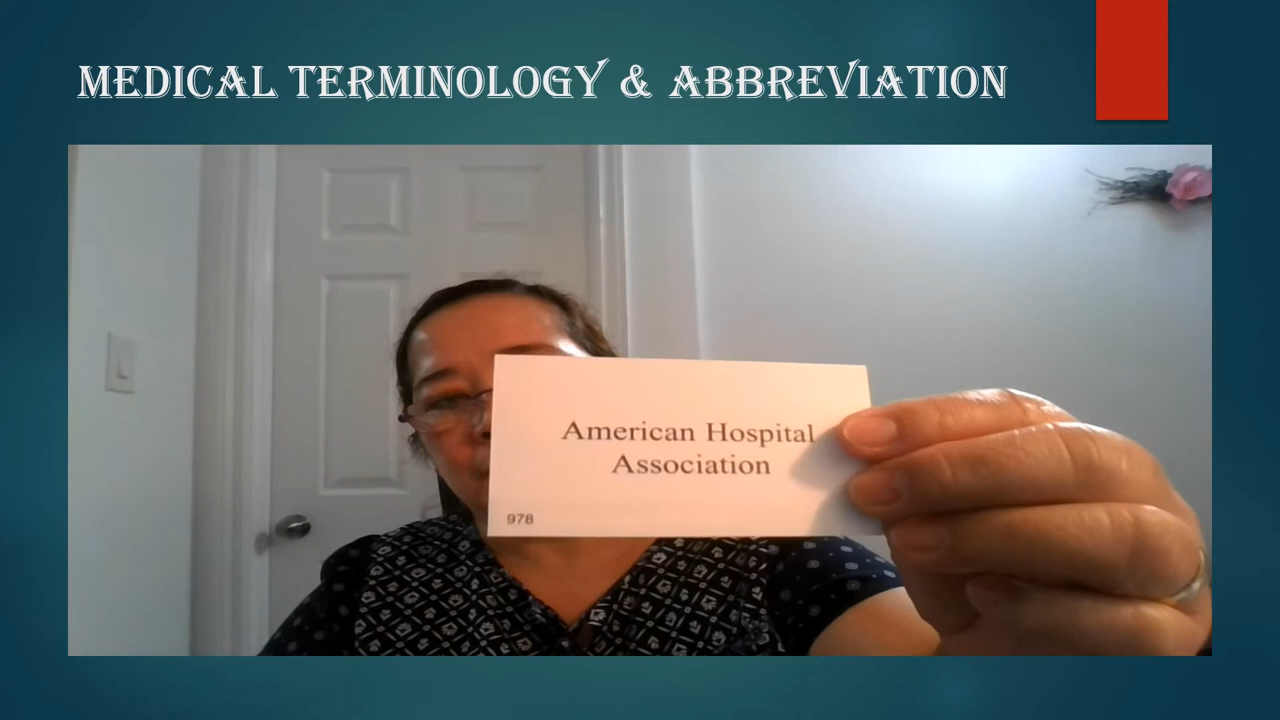 MEDICAL TERMINOLOGY & ABBREVIATION
American Hospital
Association
978